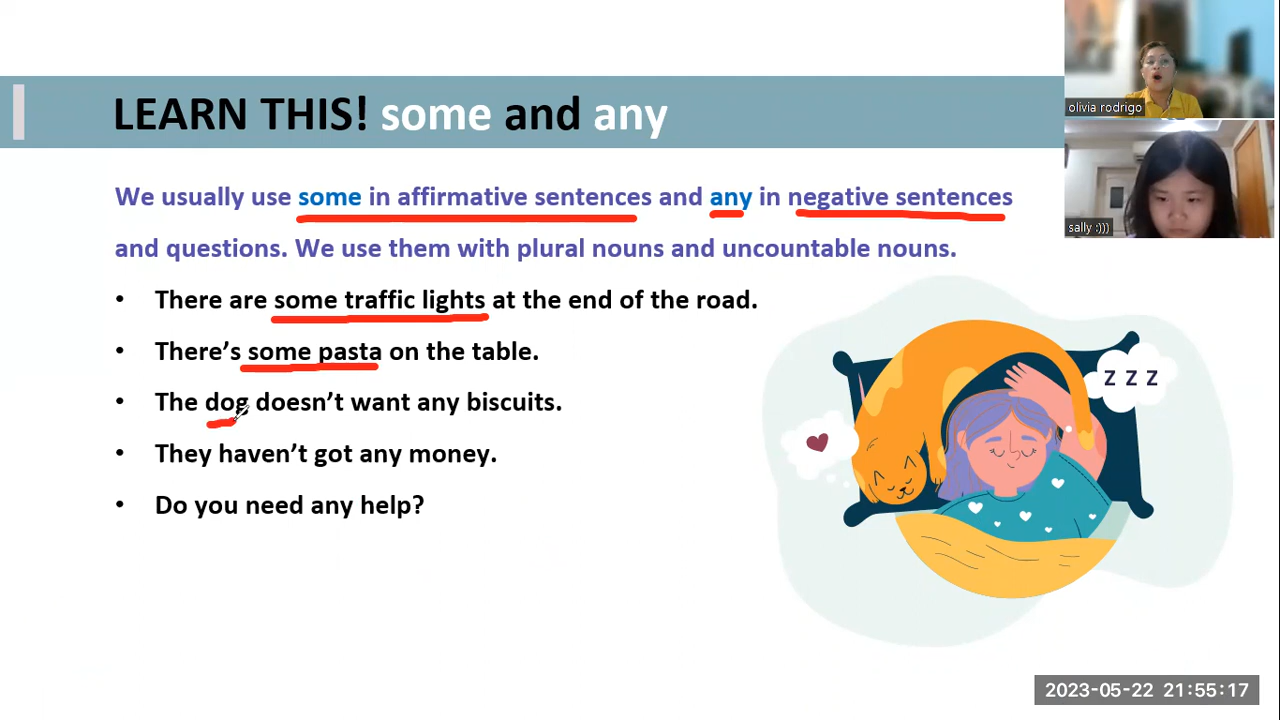 LEARN THIS! some and any
We usually use some in affirmative sentences and any in negative sentences
and questions. We use them with plural nouns and uncountable nouns.
• There are some traffic lights at the end of the road.
• There’s some pasta on the table.
• The dog doesn’t want any biscuits.
• They haven’t got any money.
• Do you need any help?
Z Z Z
olivia rodrigo
sally :)))
2023-05-22 21:55:17